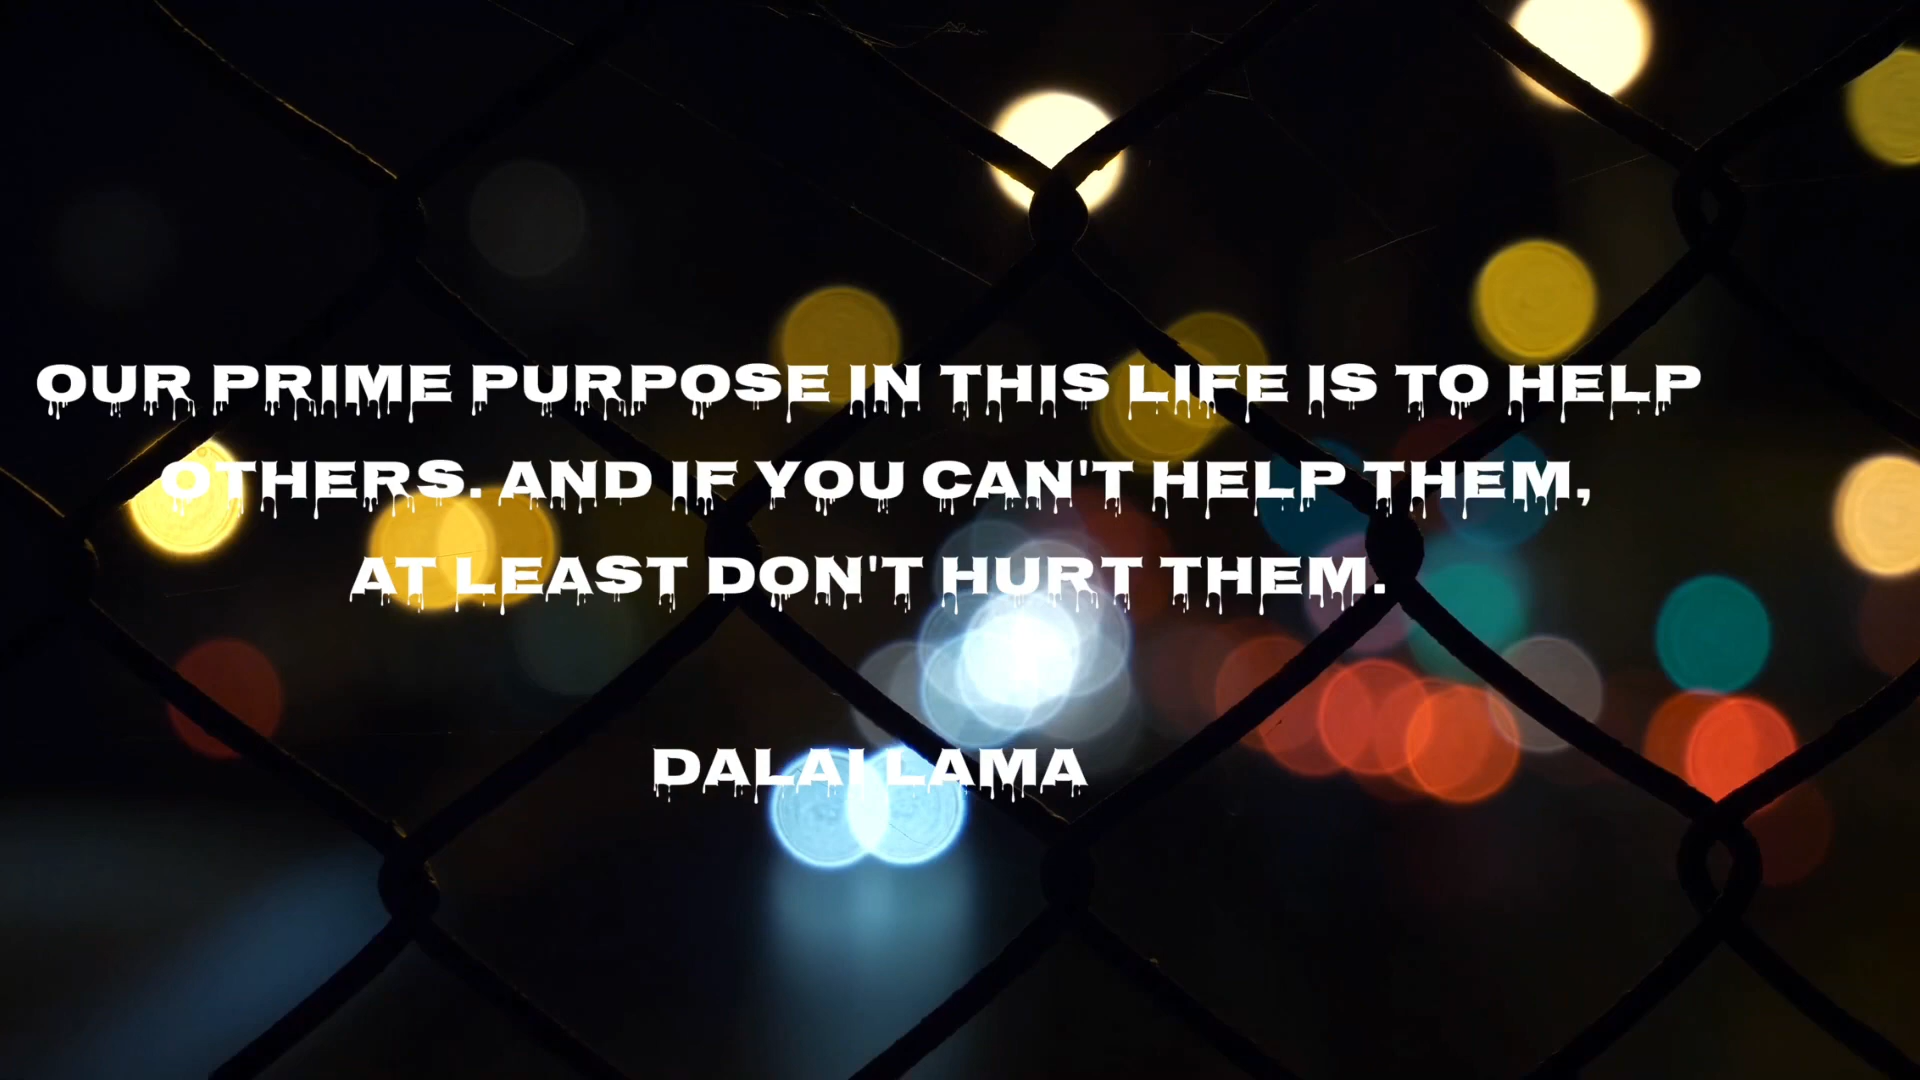 OUR PRIME PURPOSE IN THIS LIFE IS TO HELP
OTHERS. AND IF YOU CAN'T HELP THEM,
AT LEAST DON'T HURT THEM.
DALAI LAMA